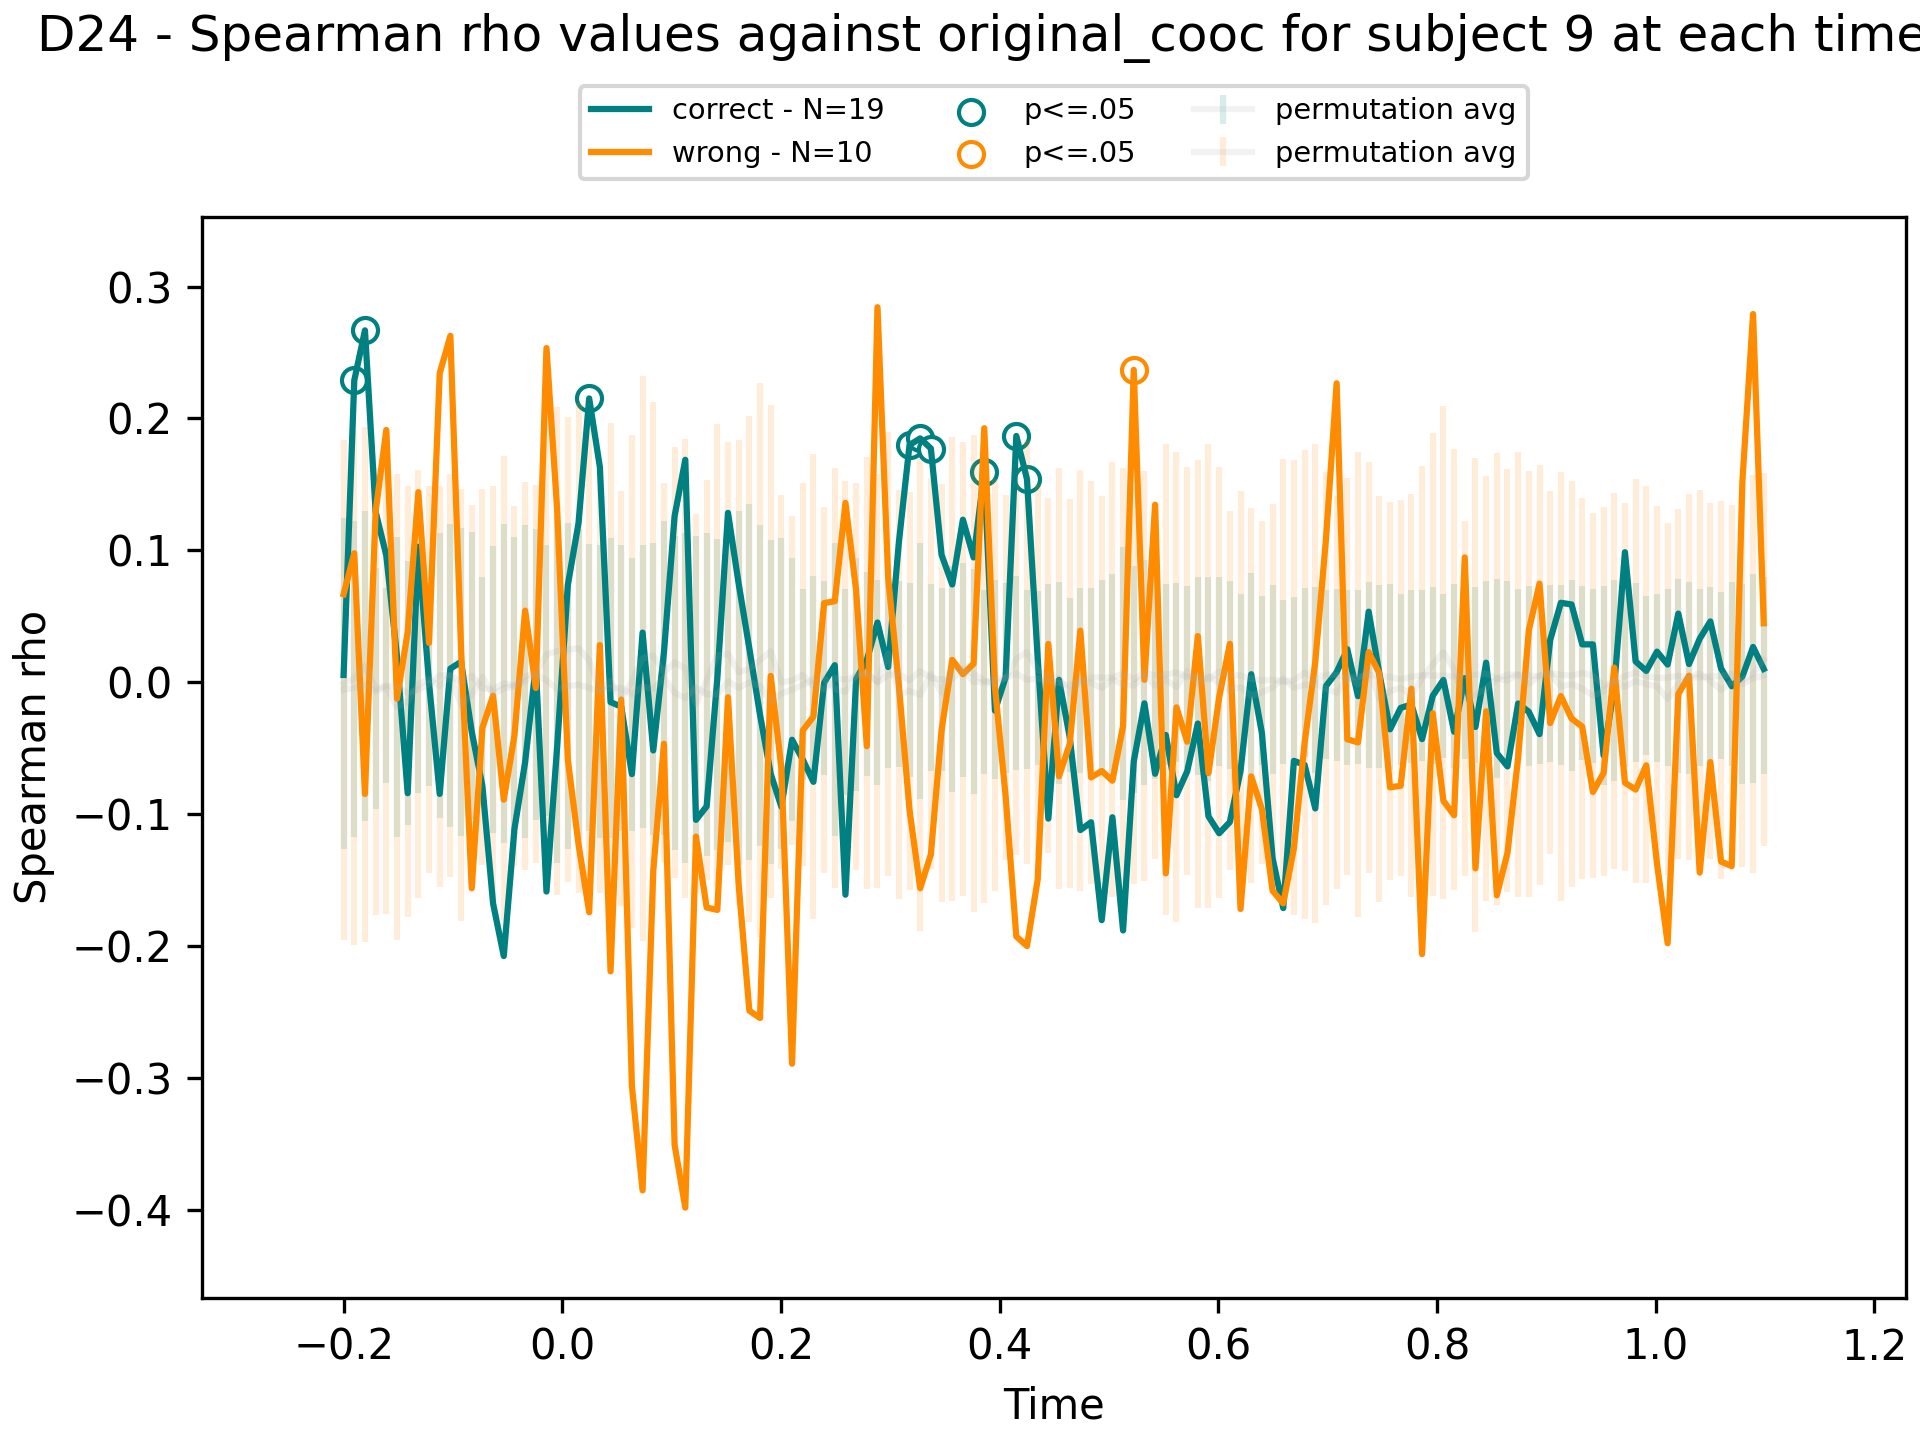 D24 - Spearman rho values against original_cooc for subject 9 at each time
correct - N=19
wrong - N=10
p<=.05
p<=.05
permutation avg
permutation avg
Spearman rho
0.3
0.2
0.1
0.0
−0.1
−0.2
−0.3
−0.4
−0.2
0.0
0.2
0.4
0.6
0.8
1.0
1.2
Time